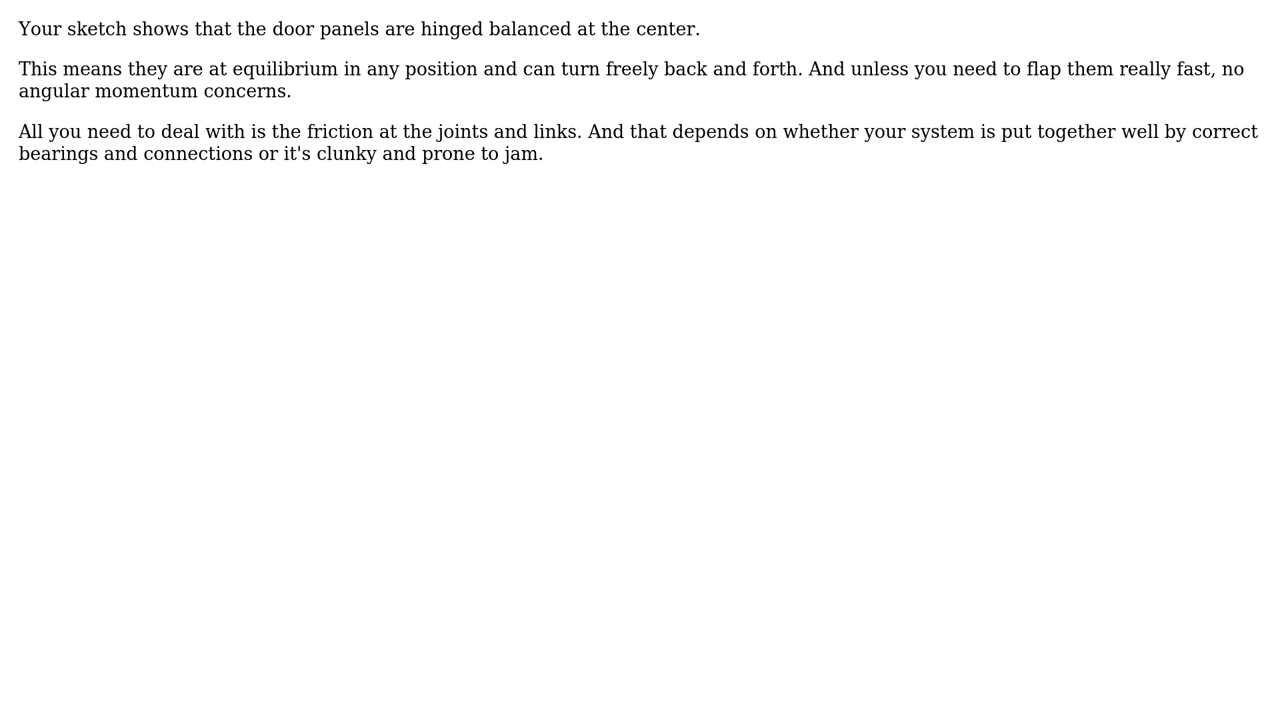 Your sketch shows that the door panels are hinged balanced at the center.
This means they are at equilibrium in any position and can turn freely back and forth. And unless you need to flap them really fast, no
angular momentum concerns.
All you need to deal with is the friction at the joints and links. And that depends on whether your system is put together well by correct
bearings and connections or it's clunky and prone to jam.